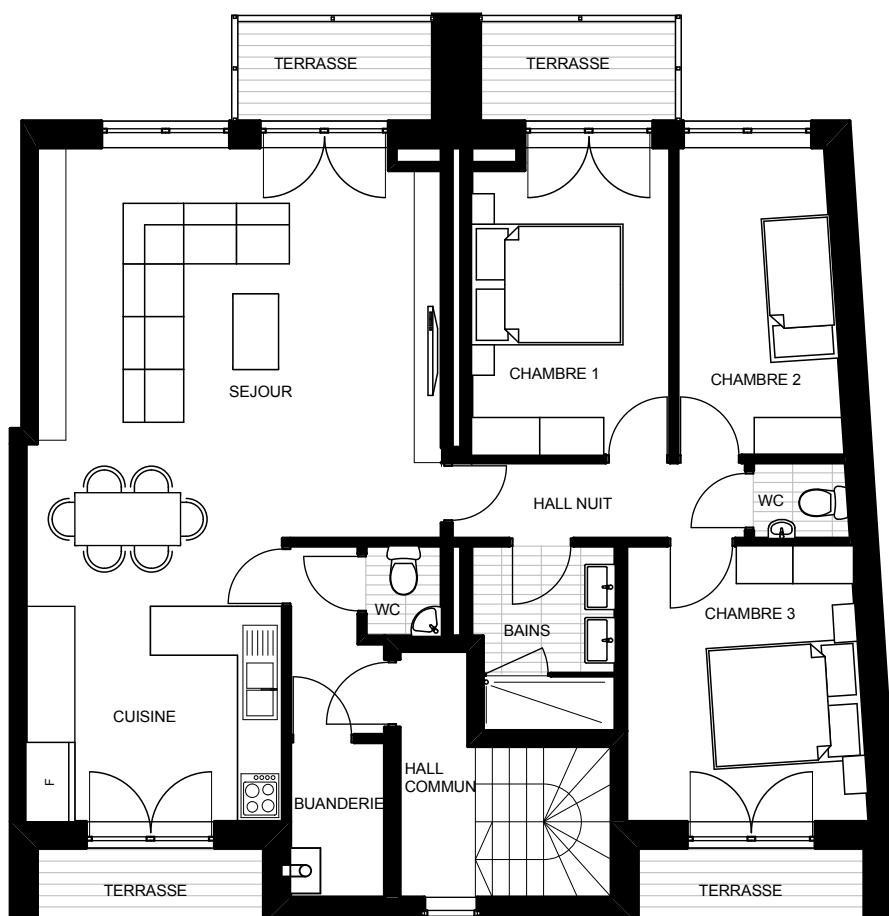 TERRASSE
TERRASSE
SEJOUR
CHAMBRE 1
CHAMBRE 2
HALL NUIT
WC
WC
BAINS
CHAMBRE 3
CUISINE
F
HALL
COMMUN
BUANDERIE
TERRASSE
TERRASSE